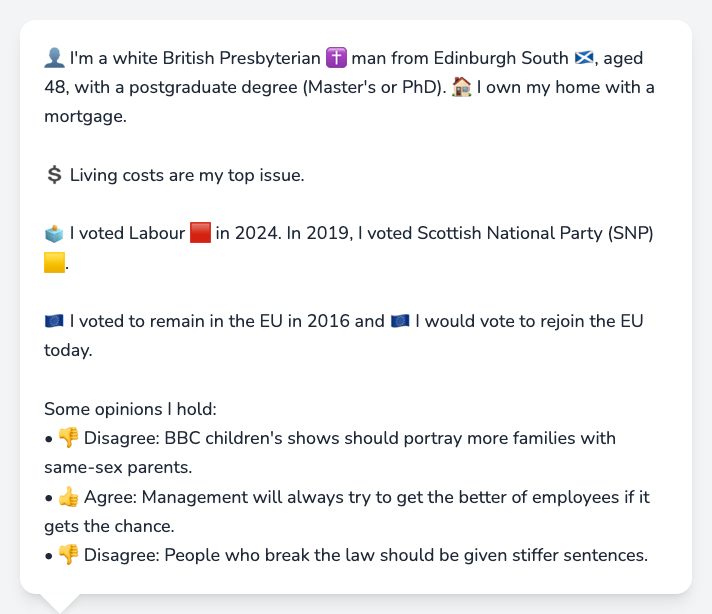 👤 I'm a white British Presbyterian ✝️ man from Edinburgh South 🏴󠁧󠁢󠁳󠁣󠁴󠁿, aged
48, with a postgraduate degree (Master's or PhD). 🏠 I own my home with a
mortgage.
💲 Living costs are my top issue.
🗳️ I voted Labour 🟥 in 2024. In 2019, I voted Scottish National Party (SNP)
🟨.
🇪🇺 I voted to remain in the EU in 2016 and 🇪🇺 I would vote to rejoin the EU
today.
Some opinions I hold:
• 👎 Disagree: BBC children's shows should portray more families with
same-sex parents.
• 👍 Agree: Management will always try to get the better of employees if it
gets the chance.
• 👎 Disagree: People who break the law should be given stiffer sentences.